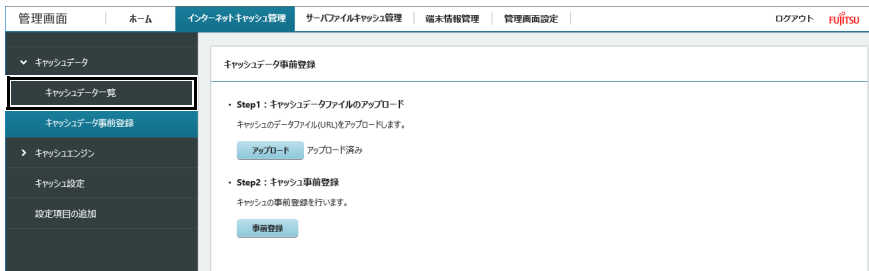 管理画面 ホーム インターネットキャッシュ管理 サーバファイルキャッシュ管理 端末情報管理 管理画面設定 ログアウト FUJITSU
キャッシュデータ
キャッシュデータ一覧
キャッシュデータ事前登録
キャッシュエンジン
キャッシュ設定
設定項目の追加
キャッシュデータ事前登録
・ Step1：キャッシュデータファイルのアップロード
キャッシュのデータファイル(URL)をアップロードします。
アップロード アップロード済み
・ Step2：キャッシュ事前登録
キャッシュの事前登録を行います。
事前登録